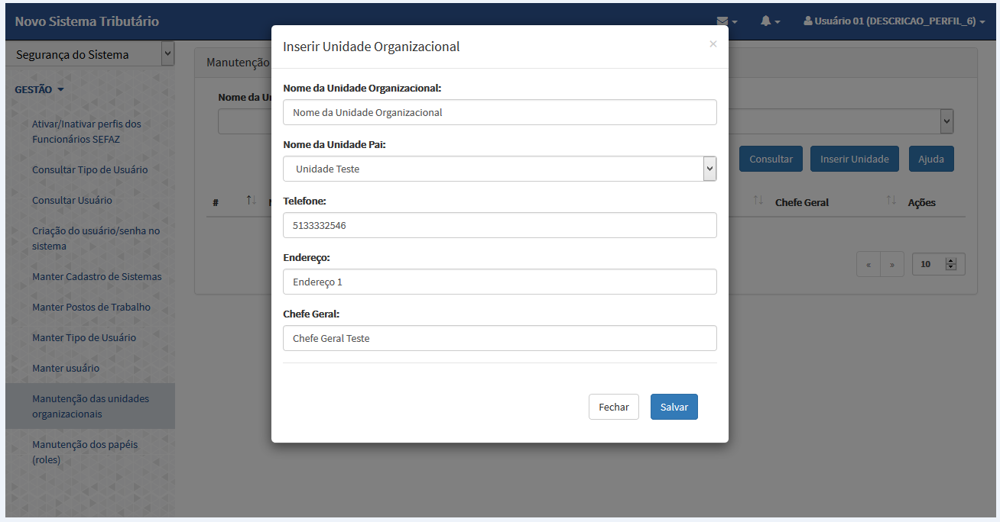 Novo Sistema Tributário
Usuário 01 (DESCRICAO_PERFIL_6)
Segurança do Sistema
GESTÃO
Ativar/Inativar perfis dos
Funcionários SEFAZ
Consultar Tipo de Usuário
Consultar Usuário
Criação do usuário/senha no
sistema
Manter Cadastro de Sistemas
Manter Postos de Trabalho
Manter Tipo de Usuário
Manter usuário
Manutenção das unidades
organizacionais
Manutenção dos papéis
(roles)
Manutenção
Nome da
Consultar
Inserir Unidade
Ajuda
#
Chefe Geral
Ações
«
»
10
Inserir Unidade Organizacional
×
Nome da Unidade Organizacional:
Nome da Unidade Organizacional
Nome da Unidade Pai:
Unidade Teste
Telefone:
5133332546
Endereço:
Endereço 1
Chefe Geral:
Chefe Geral Teste
Fechar
Salvar